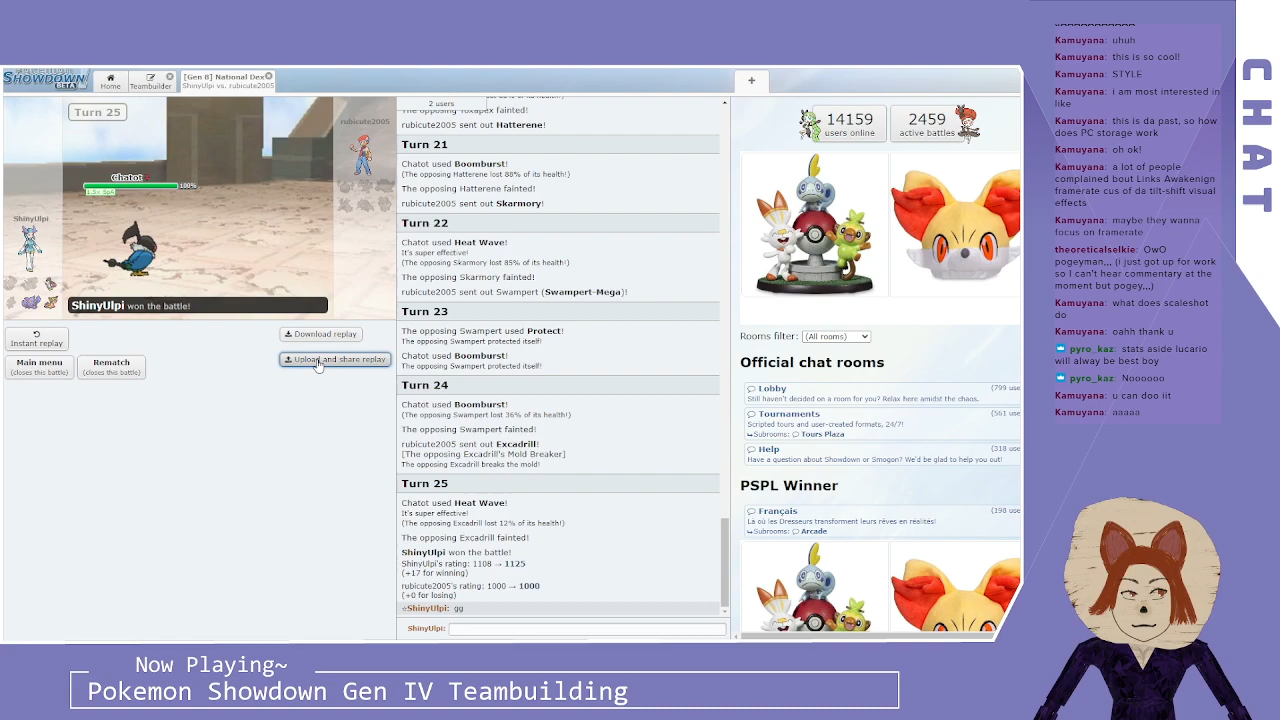 SHOWDOWN!
BETA
Home
Teambuilder
[Gen 8] National Dex
ShinyUlpi vs. rubicute2005
+
Turn 25
rubicute2005
Chatot
100%
1.5× SpA
ShinyUlpi
ShinyUlpi won the battle!
Instant replay
Download replay
Upload and share replay
Main menu
(closes this battle)
Rematch
(closes this battle)
2 users
rubicute2005 sent out Hatterene!
Turn 21
Chatot used Boomburst!
(The opposing Hatterene lost 88% of its health!)
The opposing Hatterene fainted!
rubicute2005 sent out Skarmory!
Turn 22
Chatot used Heat Wave!
It's super effective!
(The opposing Skarmory lost 85% of its health!)
The opposing Skarmory fainted!
rubicute2005 sent out Swampert (Swampert-Mega)!
Turn 23
The opposing Swampert used Protect!
The opposing Swampert protected itself!
Chatot used Boomburst!
The opposing Swampert protected itself!
Turn 24
Chatot used Boomburst!
(The opposing Swampert lost 36% of its health!)
The opposing Swampert fainted!
rubicute2005 sent out Excadrill!
[The opposing Excadrill's Mold Breaker]
The opposing Excadrill breaks the mold!
Turn 25
Chatot used Heat Wave!
It's super effective!
(The opposing Excadrill lost 12% of its health!)
The opposing Excadrill fainted!
ShinyUlpi won the battle!
ShinyUlpi's rating: 1108 → 1125
(+17 for winning)
rubicute2005's rating: 1000 → 1000
(+0 for losing)
☆ShinyUlpi: gg
ShinyUlpi:
14159
users online
2459
active battles
Rooms filter: (All rooms)
Official chat rooms
Lobby (799 use
Still haven't decided on a room for you? Relax here amidst the chaos.
Tournaments (561 use
Scripted tours and user-created formats, 24/7!
Subrooms: Tours Plaza
Help (318 use
Have a question about Showdown or Smogon? We'd be glad to help you out!
PSPL Winner
Français (198 use
Là où les Dresseurs transforment leurs rêves en réalités!
Subrooms: Arcade
Kamuyana: uhuh
Kamuyana: this is so cool!
Kamuyana: STYLE
Kamuyana: i am most interested in
like
Kamuyana: this is da past, so how
does PC storage work
Kamuyana: oh ok!
Kamuyana: a lot of people
complained bout Links Awakenign
framerate cus of da tilt-shift visual
effects
Kamuyana: maybe they wanna
focus on framerate
theoreticalselkie: OwO
pogeyman,,, (i just got up for work
so I can't hear commentary at the
moment but pogey,,,)
Kamuyana: what does scaleshot
do
Kamuyana: oahh thank u
pyro_kaz: stats aside lucario
will alway be best boy
pyro_kaz: Noooooo
Kamuyana: u can doo iit
Kamuyana: aaaaa
CHAT
Now Playing~
Pokemon Showdown Gen IV Teambuilding